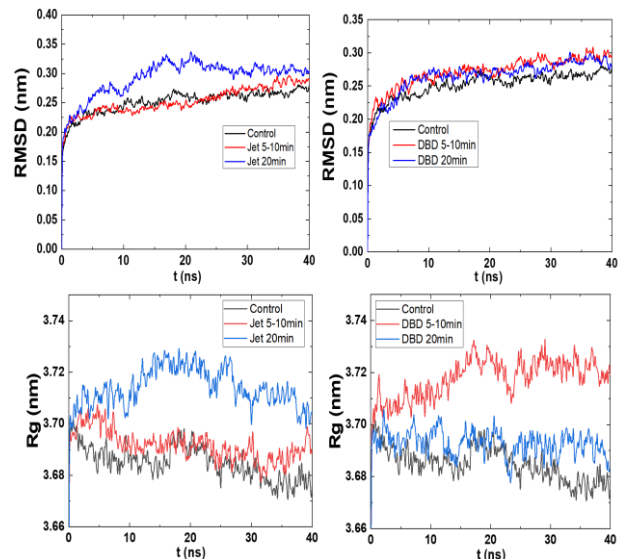 0.40
0.35
0.30
0.25
0.20
0.15
0.10
0.05
0.00
RMSD (nm)
Control
Jet 5-10min
Jet 20min
0 10 20 30 40
t (ns)
0.40
0.35
0.30
0.25
0.20
0.15
0.10
0.05
0.00
RMSD (nm)
Control
DBD 5-10min
DBD 20min
0 10 20 30 40
t (ns)
3.74
3.72
3.70
3.68
3.66
Rg (nm)
Control
Jet 5-10min
Jet 20min
0 10 20 30 40
t (ns)
3.74
3.72
3.70
3.68
3.66
Rg (nm)
Control
DBD 5-10min
DBD 20min
0 10 20 30 40
t (ns)